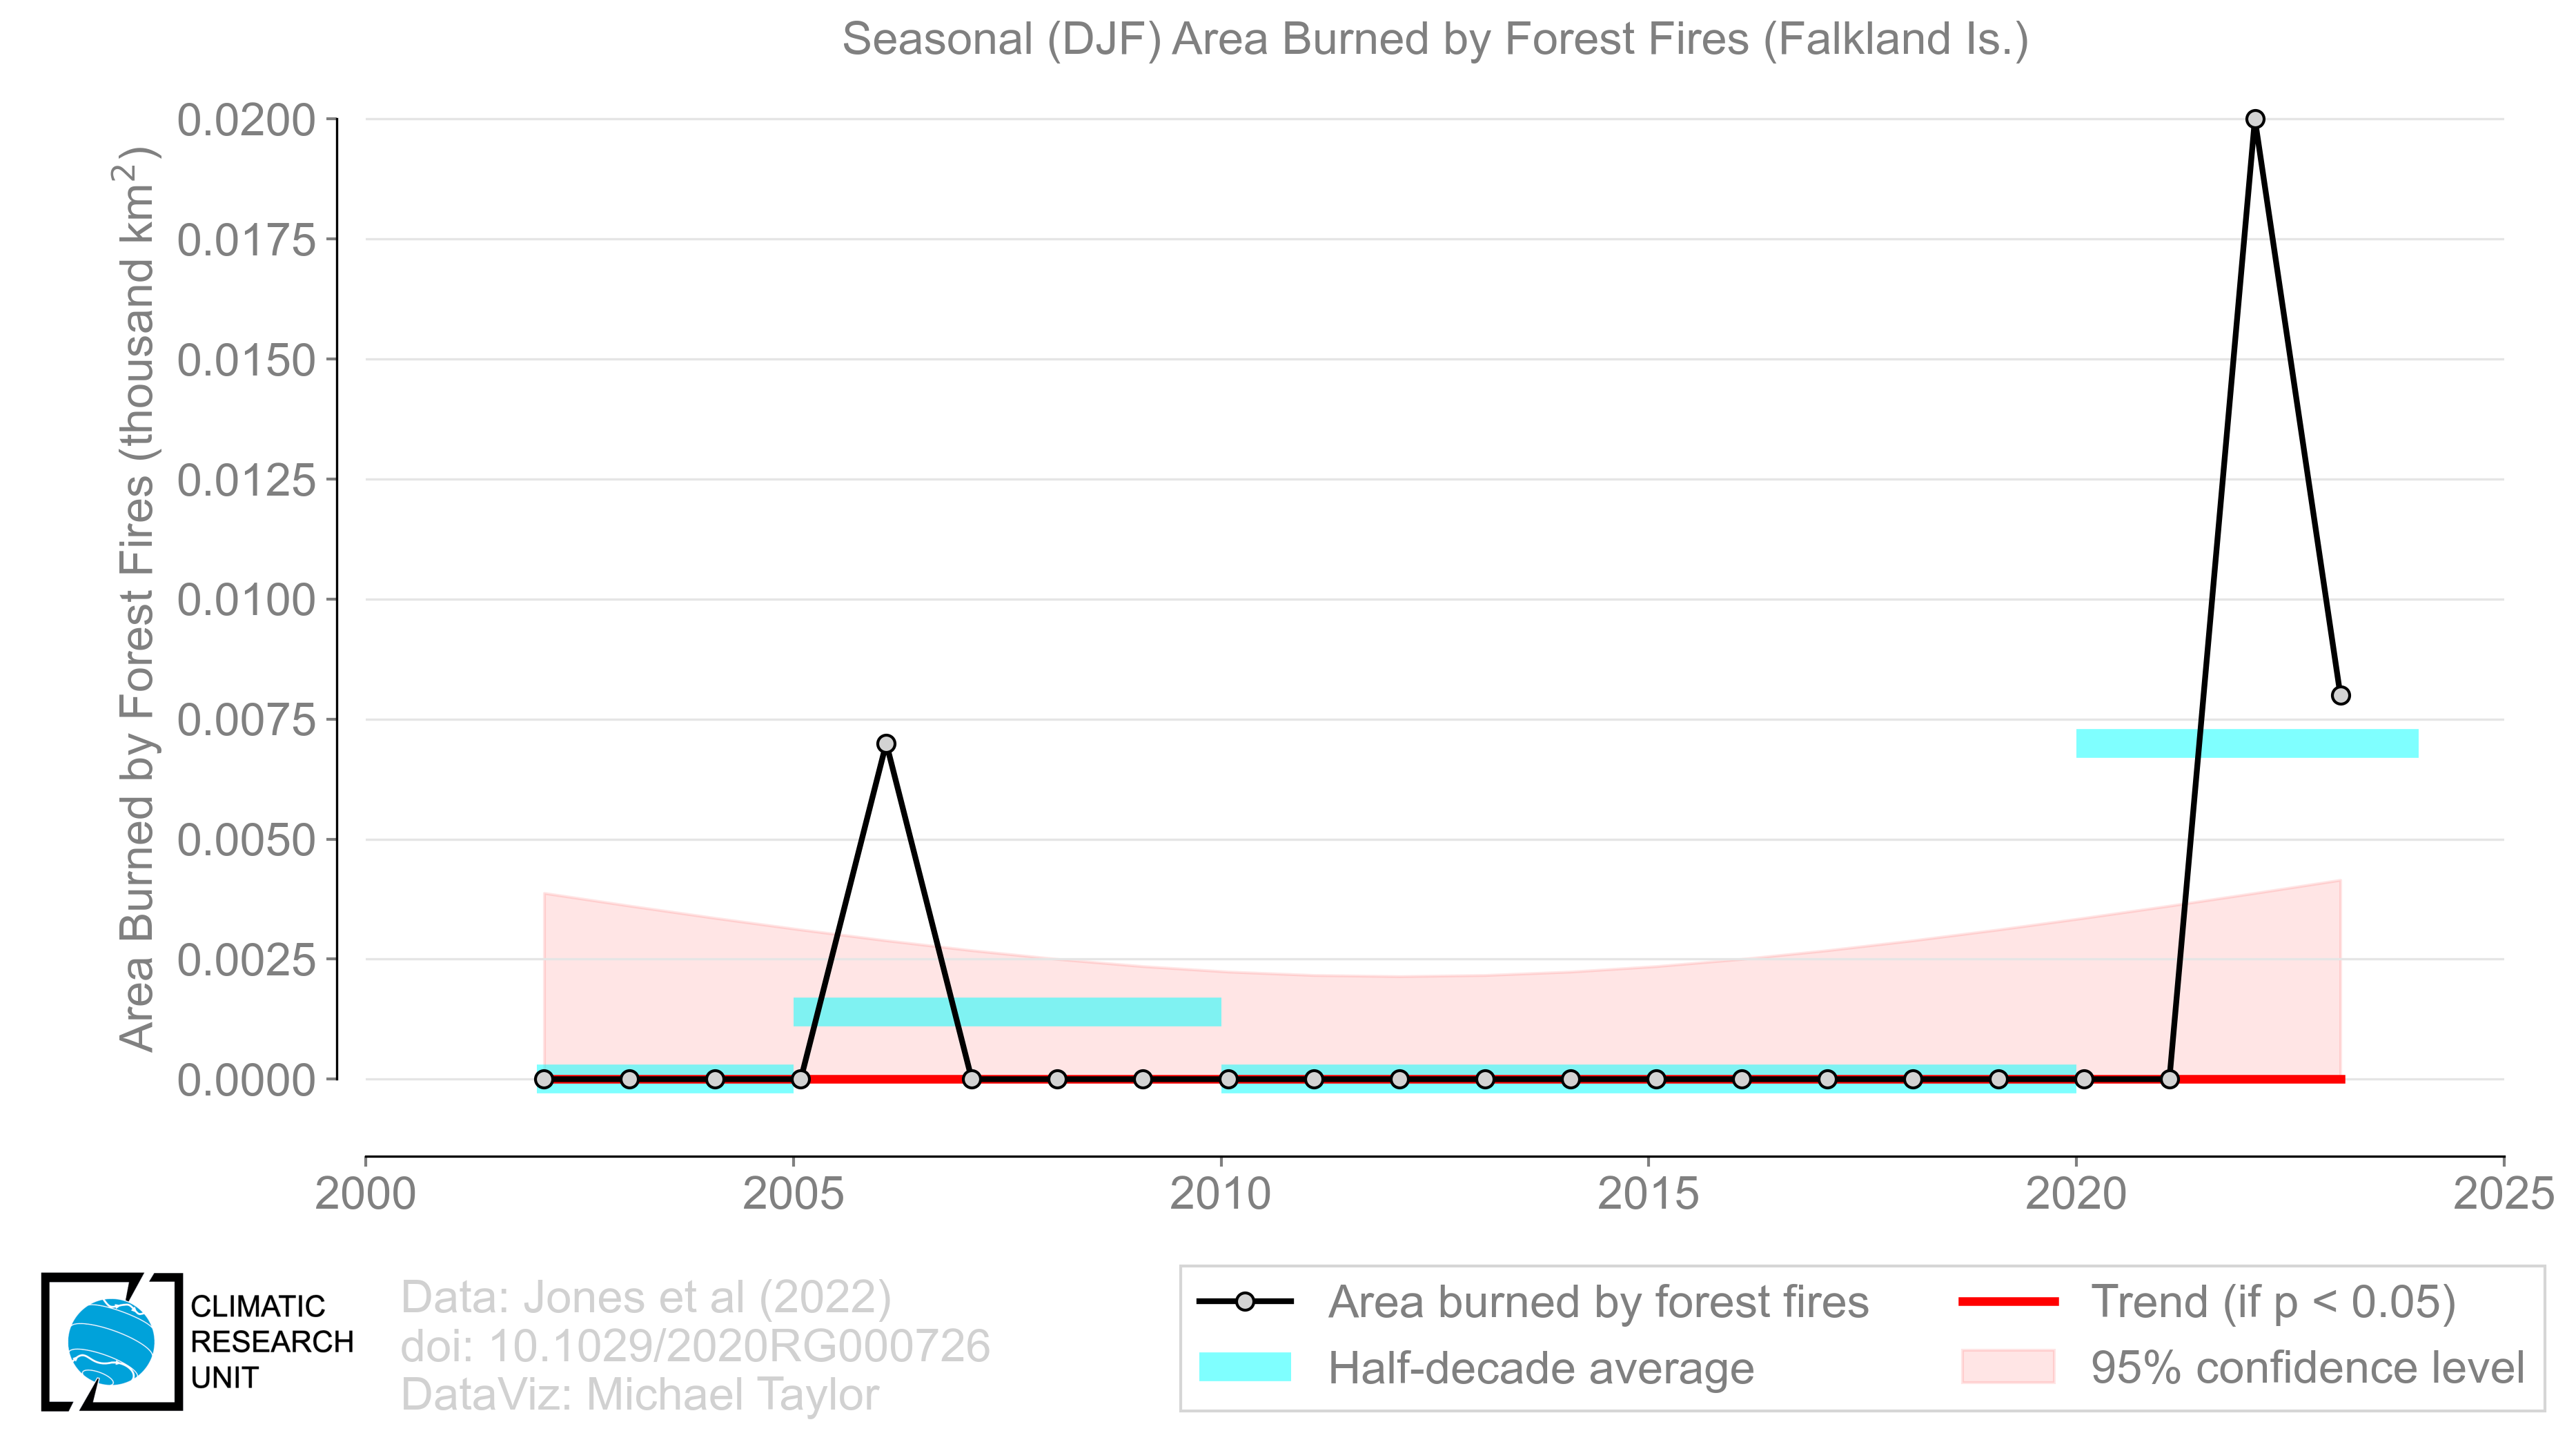 Seasonal (DJF) Area Burned by Forest Fires (Falkland Is.)
Area Burned by Forest Fires (thousand km²)
0.0200
0.0175
0.0150
0.0125
0.0100
0.0075
0.0050
0.0025
0.0000
2000
2005
2010
2015
2020
2025
CLIMATIC
RESEARCH
UNIT
Data: Jones et al (2022)
doi: 10.1029/2020RG000726
DataViz: Michael Taylor
Area burned by forest fires
Half-decade average
Trend (if p < 0.05)
95% confidence level